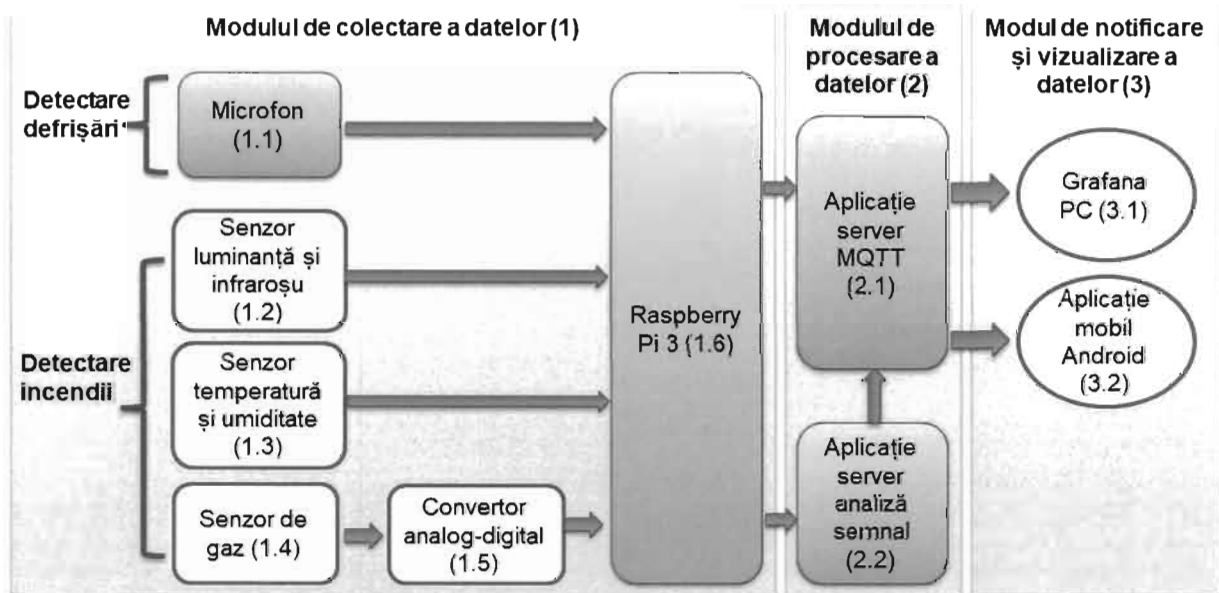 Modulul de colectare a datelor (1)
Modulul de
procesare a
datelor (2)
Modul de notificare
și vizualizare a
datelor (3)
Detectare
defrișări
Microfon
(1.1)
Senzor
luminanță și
infraroșu
(1.2)
Detectare
incendii
Senzor
temperatură
și umiditate
(1.3)
Senzor de
gaz (1.4)
Convertor
analog-digital
(1.5)
Raspberry
Pi 3 (1.6)
Aplicație
server
MQTT
(2.1)
Aplicație
server
analiză
semnal
(2.2)
Grafana
PC (3.1)
Aplicație
mobil
Android
(3.2)